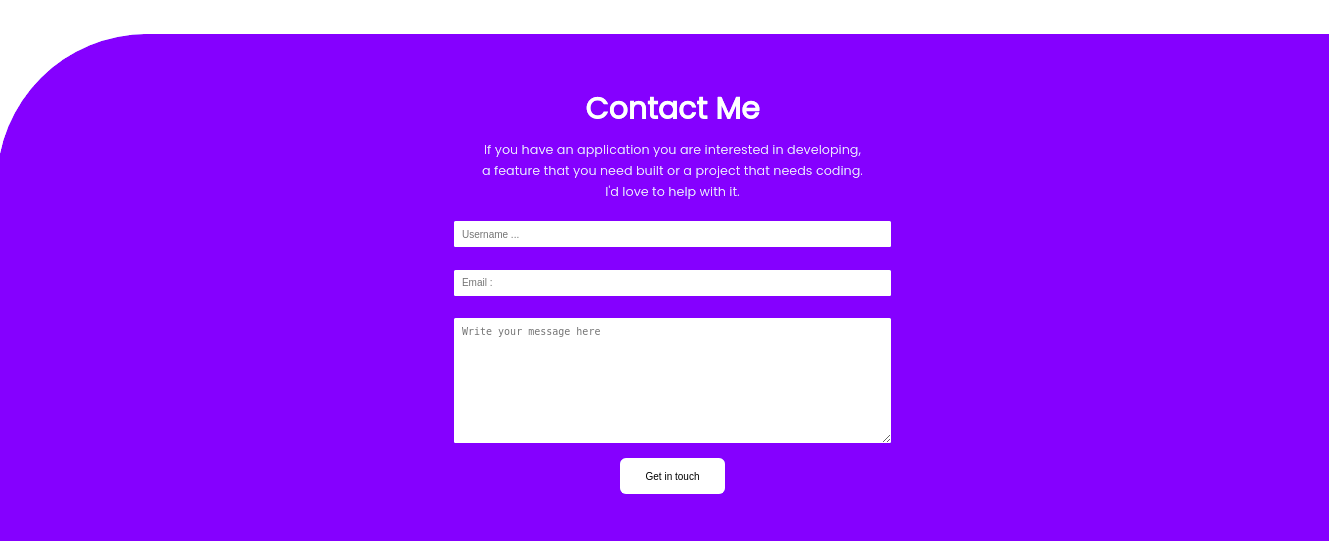 Contact Me
If you have an application you are interested in developing,
a feature that you need built or a project that needs coding.
I'd love to help with it.
Username ...
Email :
Write your message here
Get in touch